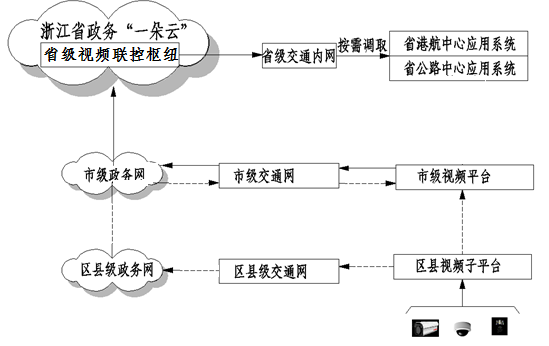 浙江省政务“一朵云”
省级视频联控枢纽
省级交通内网
按需调取
省港航中心应用系统
省公路中心应用系统
市级政务网
市级交通网
市级视频平台
区县级政务网
区县级交通网
区县视频子平台